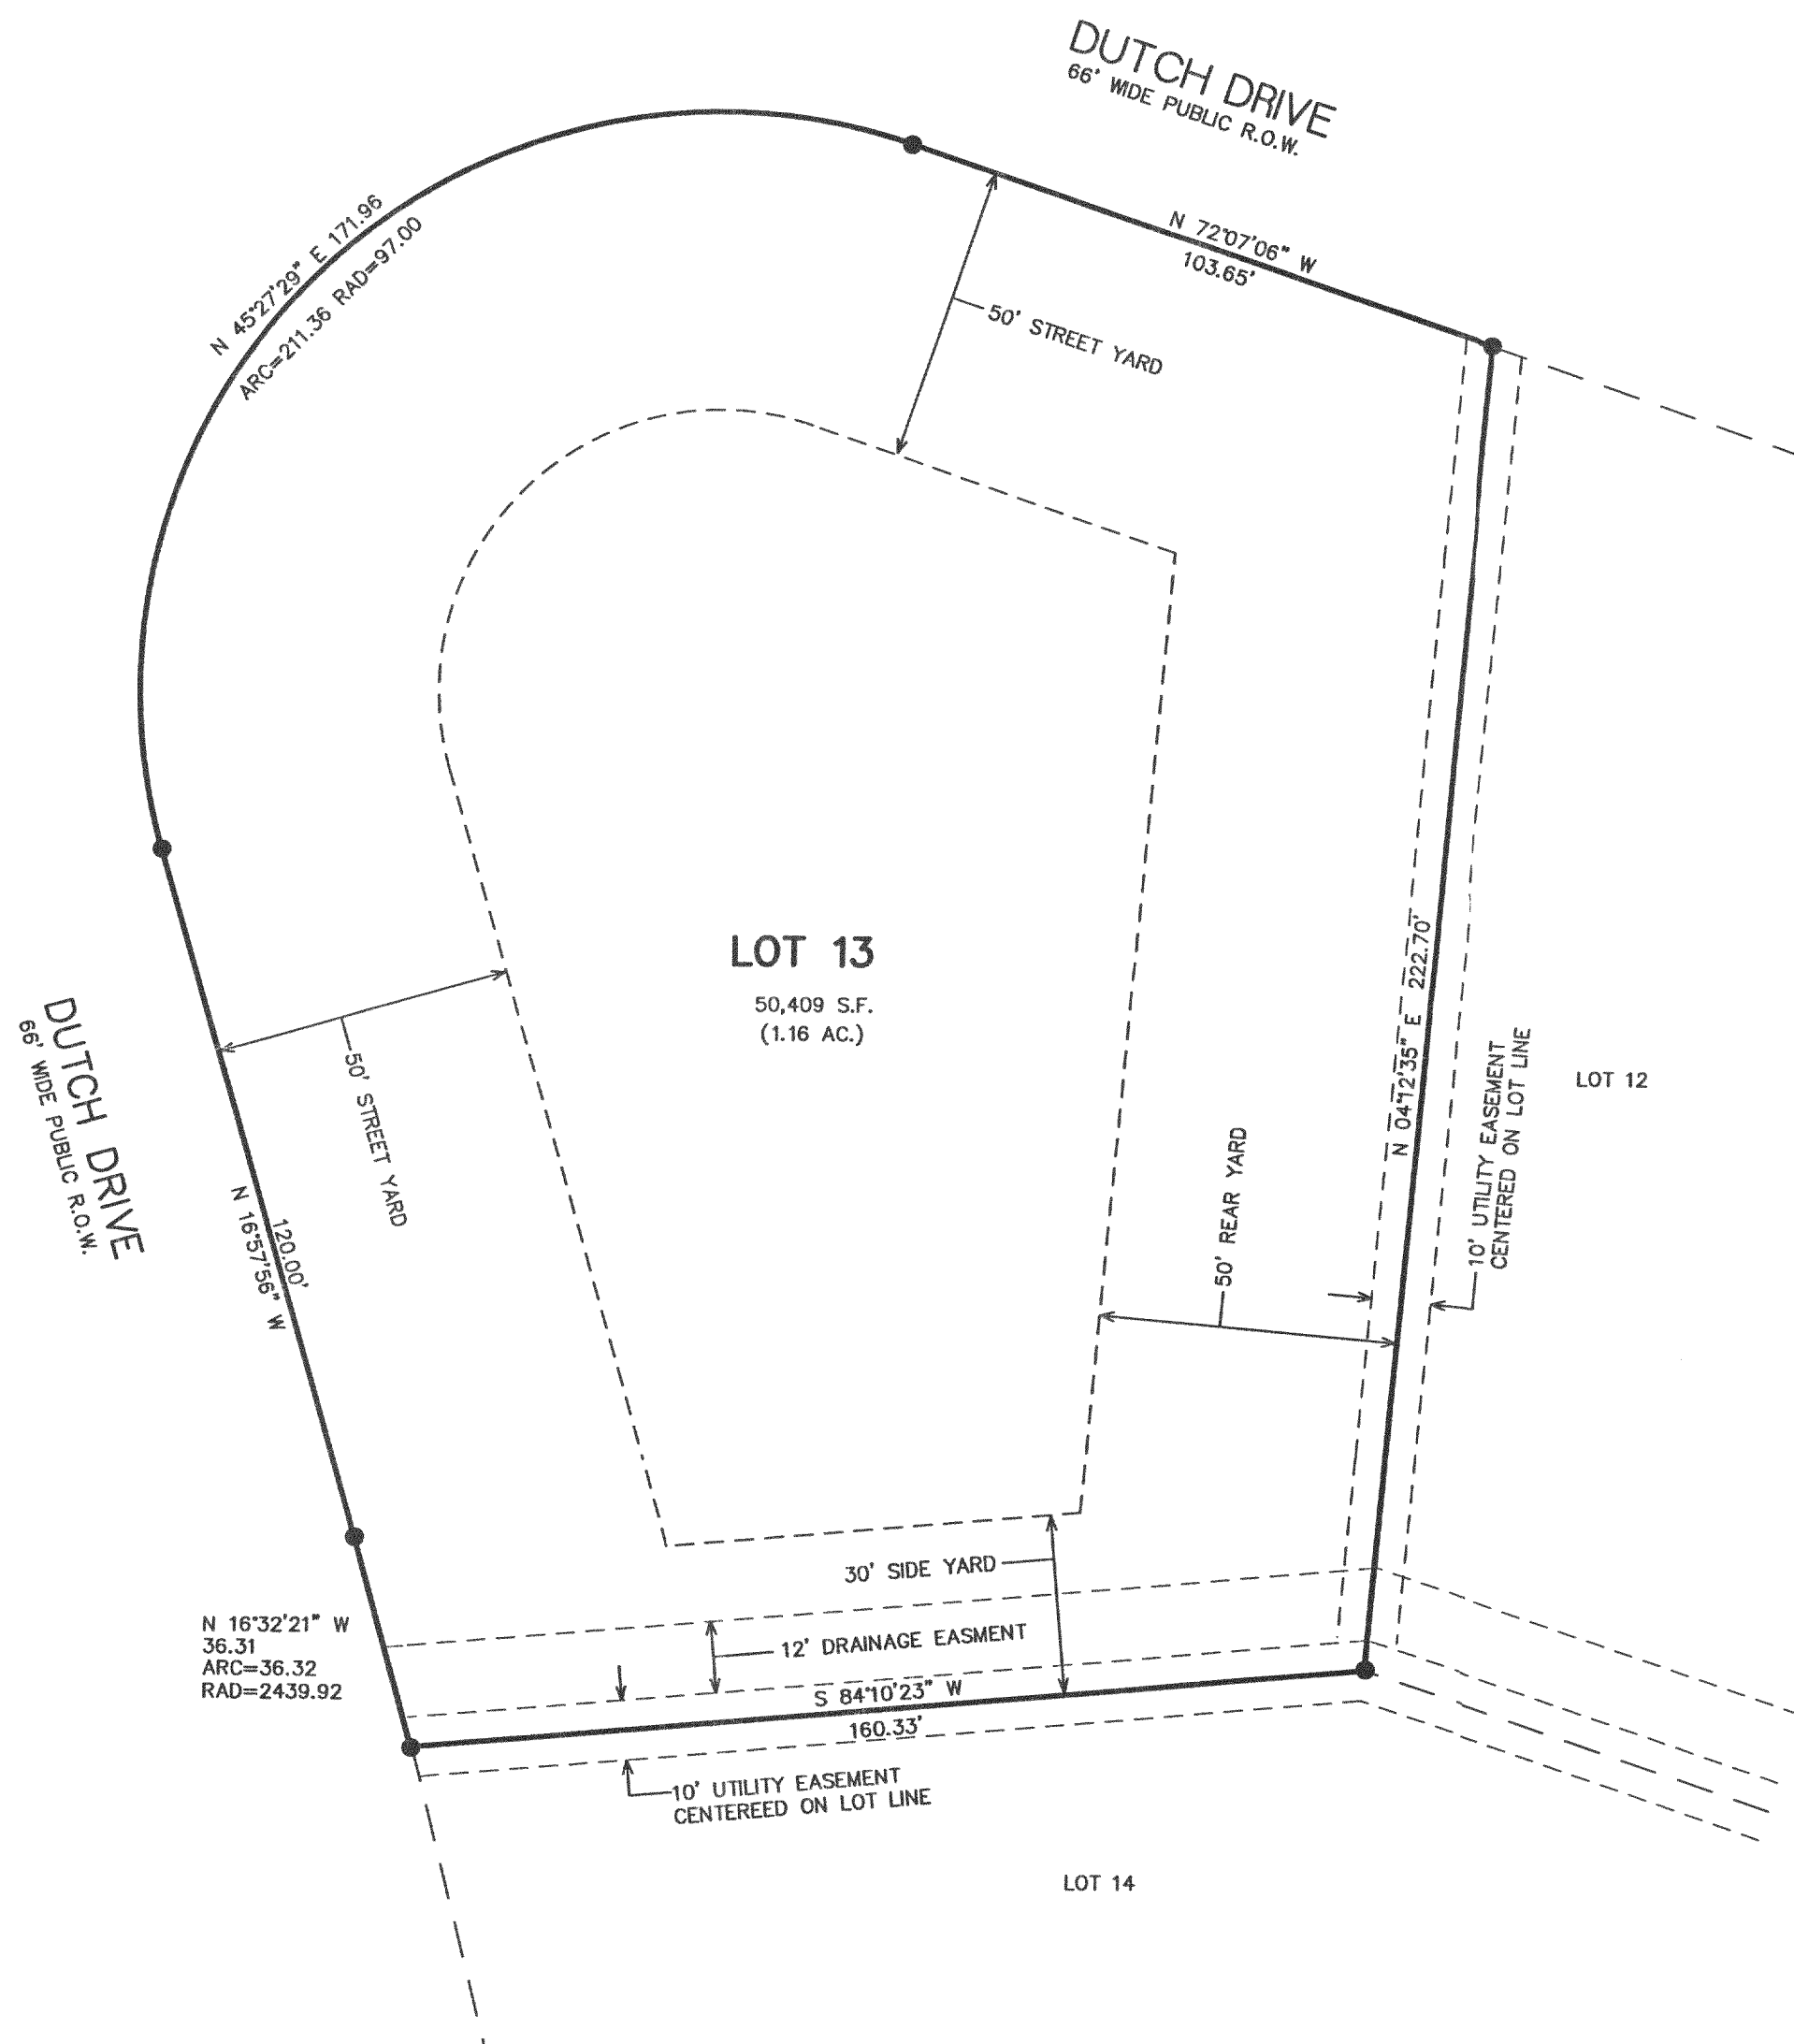 DUTCH DRIVE
66' WIDE PUBLIC R.O.W.
N 72°07'06" W
103.65'
N 45°27'29" E 171.96
ARC=211.36 RAD=97.00
50' STREET YARD
LOT 13
50,409 S.F.
(1.16 AC.)
N 04°12'35" E 222.70'
10' UTILITY EASEMENT
CENTERED ON LOT LINE
LOT 12
DUTCH DRIVE
66' WIDE PUBLIC R.O.W.
50' STREET YARD
120.00'
N 16°57'56" W
50' REAR YARD
30' SIDE YARD
N 16°32'21" W
36.31
ARC=36.32
RAD=2439.92
12' DRAINAGE EASMENT
S 84°10'23" W
160.33'
10' UTILITY EASEMENT
CENTEREED ON LOT LINE
LOT 14